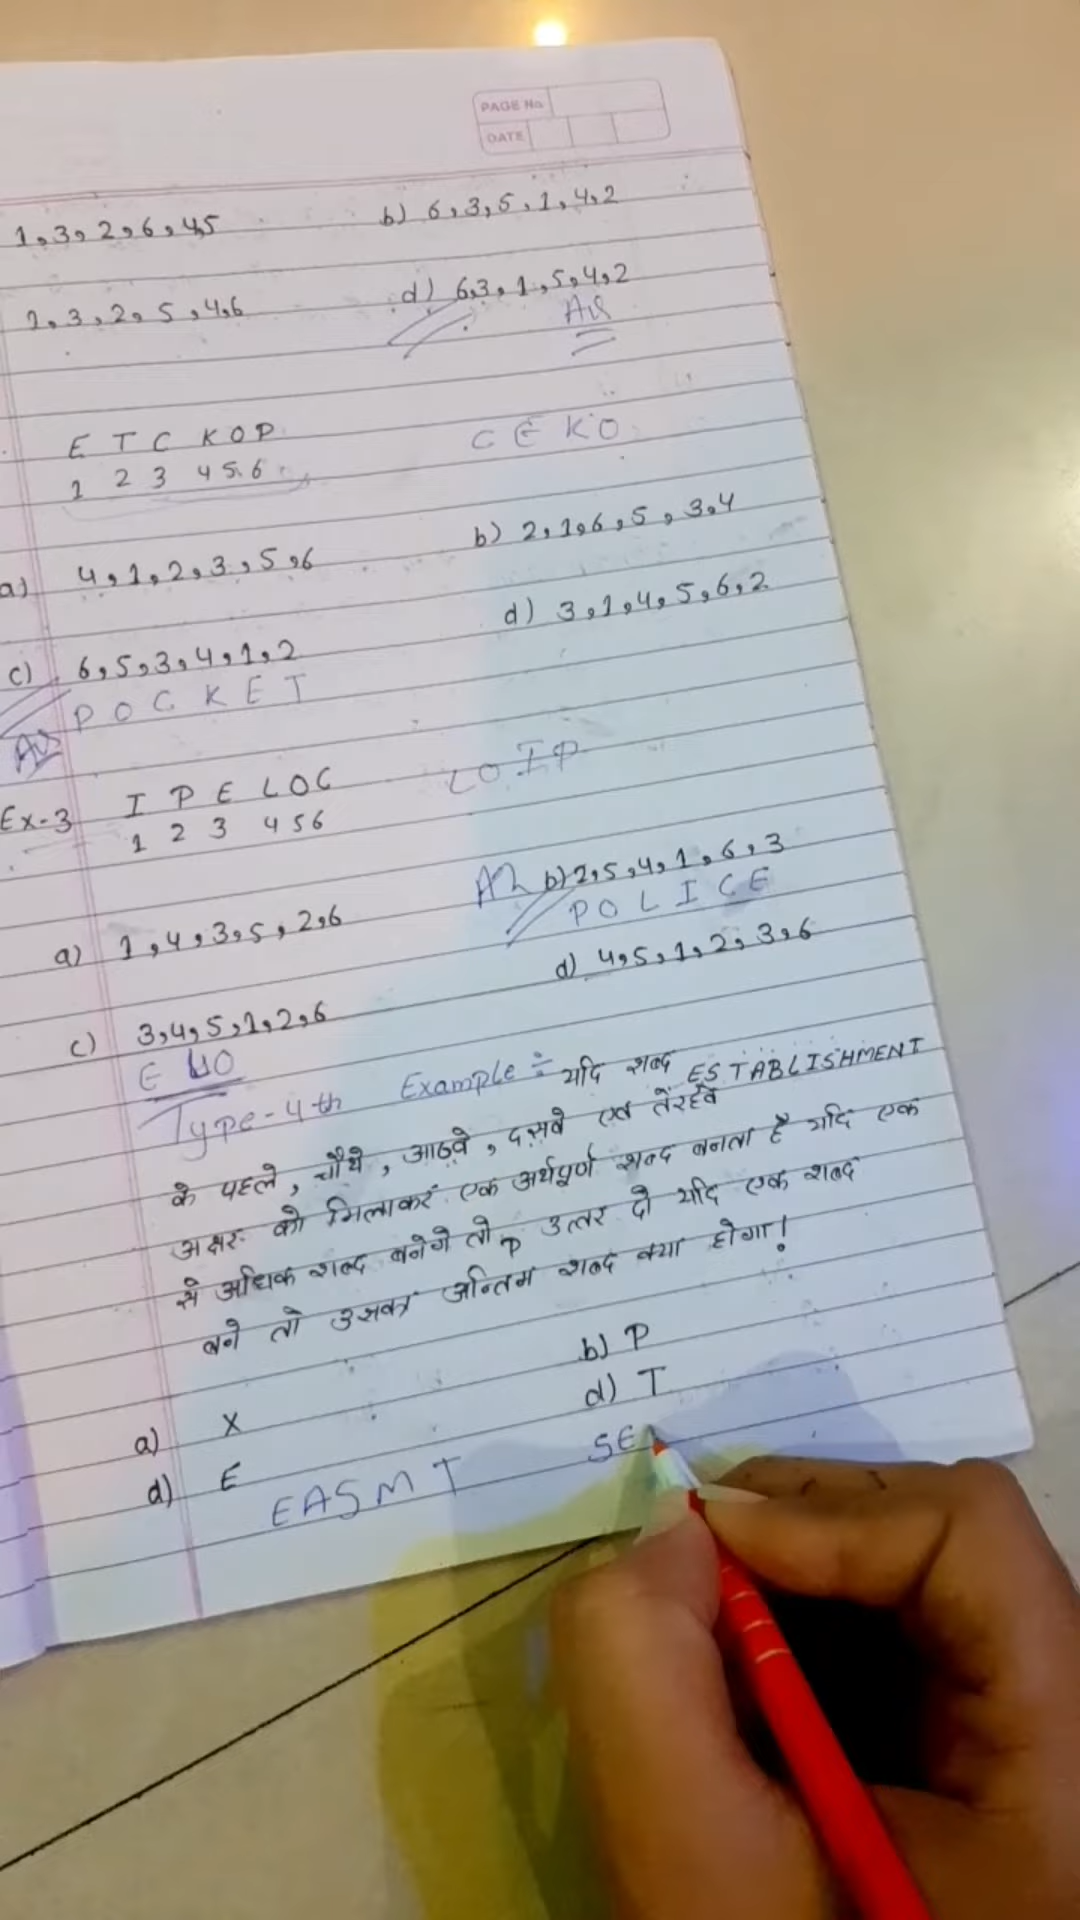 PAGE No.
DATE
1,3,2,6,4,5 b) 6,3,5,1,4,2
1,3,2,5,4,6 d) 6,3,1,5,4,2
Ans
E T C K O P C E K O
1 2 3 4 5 6
a) 4,1,2,3,5,6 b) 2,1,6,5,3,4
c) 6,5,3,4,1,2 d) 3,1,4,5,6,2
P O C K E T
Ans
Ex-3 I P E L O C L O I P
1 2 3 4 5 6
a) 1,4,3,5,2,6 b) 2,5,4,1,6,3
P O L I C E
c) 3,4,5,1,2,6 d) 4,5,1,2,3,6
Type-4th Example ÷ यदि शब्द ESTABLISHMENT
के पहले, चौथे, आठवे, दसवे एवं तेरहवे
अक्षर को मिलाकर एक अर्थपूर्ण शब्द बनता है यदि एक
से अधिक शब्द बनेगे तो P उत्तर दो यदि एक शब्द
बने तो उसका अन्तिम शब्द क्या होगा!
a) X b) P
d) E d) T
EASMT SE